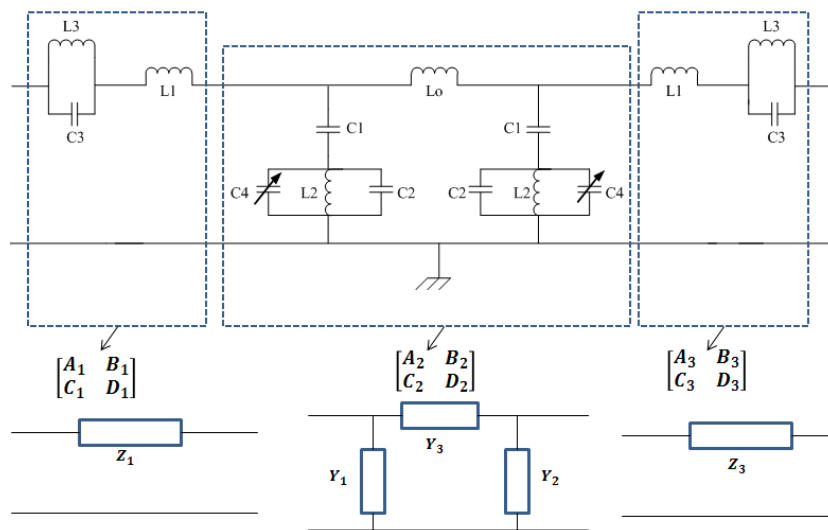 L3 L3
L1 Lo L1
C3 C1 C1 C3
C4 L2 C2 C2 L2 C4
[A₁ B₁
C₁ D₁]
[A₂ B₂
C₂ D₂]
[A₃ B₃
C₃ D₃]
Z₁ Y₃ Z₃
Y₁ Y₂